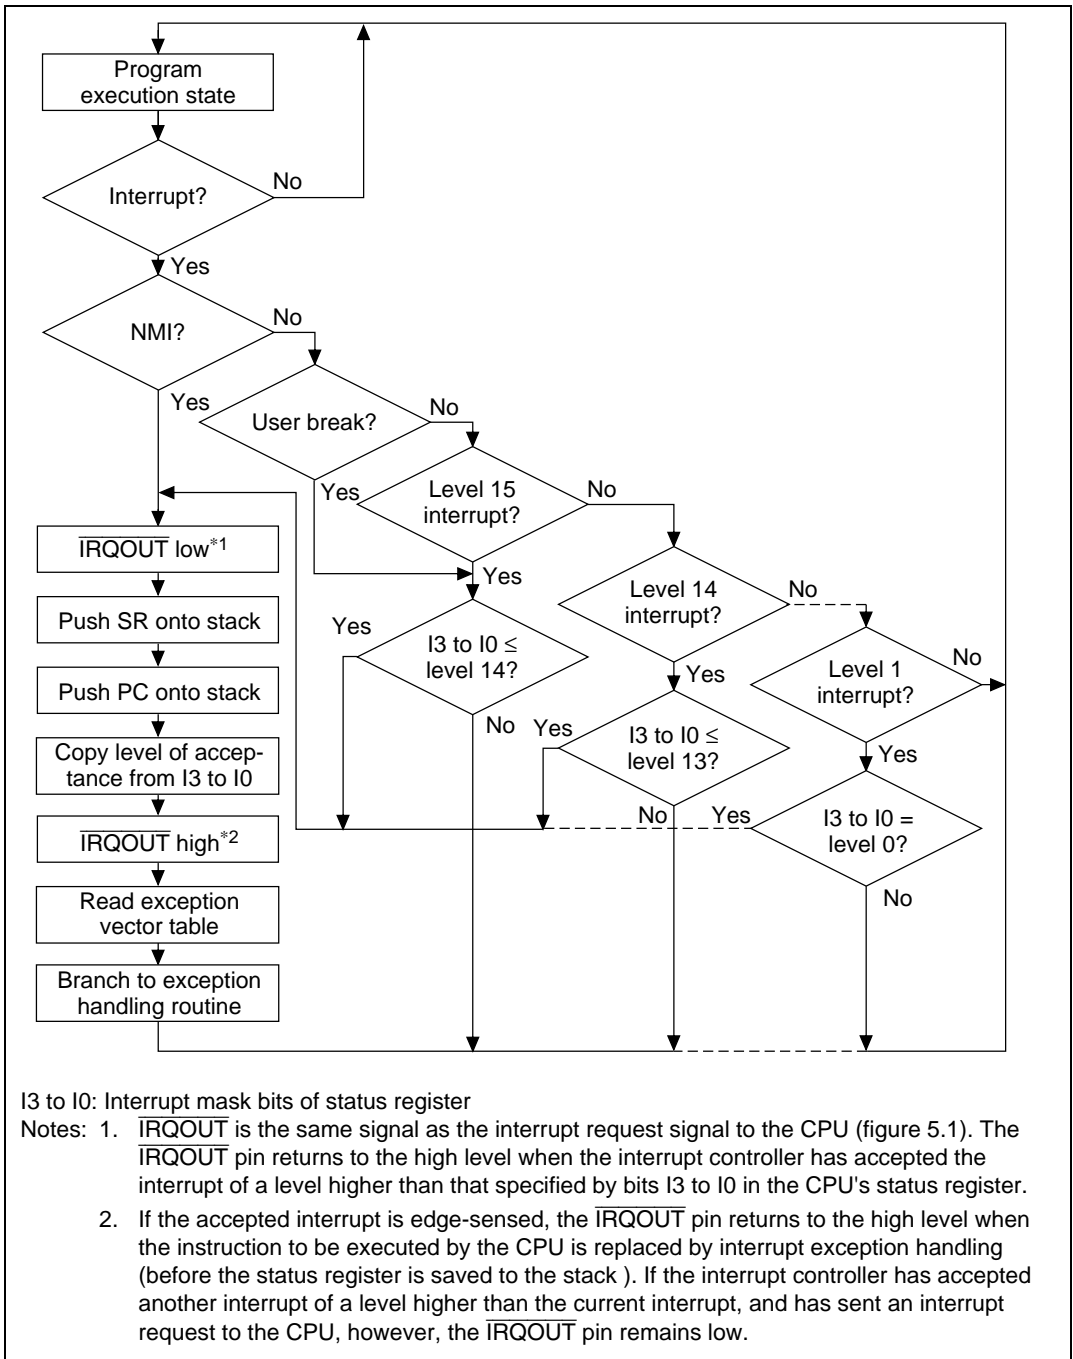 Program
execution state
Interrupt?
No
Yes
NMI?
No
Yes
User break?
No
Yes
Level 15
interrupt?
No
Yes
Level 14
interrupt?
No
Yes
Level 1
interrupt?
No
Yes
I3 to I0 ≤
level 14?
Yes
No
I3 to I0 ≤
level 13?
Yes
No
I3 to I0 =
level 0?
Yes
No
IRQOUT low*1
Push SR onto stack
Push PC onto stack
Copy level of accep-
tance from I3 to I0
IRQOUT high*2
Read exception
vector table
Branch to exception
handling routine
I3 to I0: Interrupt mask bits of status register
Notes: 1. IRQOUT is the same signal as the interrupt request signal to the CPU (figure 5.1). The
IRQOUT pin returns to the high level when the interrupt controller has accepted the
interrupt of a level higher than that specified by bits I3 to I0 in the CPU's status register.
2. If the accepted interrupt is edge-sensed, the IRQOUT pin returns to the high level when
the instruction to be executed by the CPU is replaced by interrupt exception handling
(before the status register is saved to the stack ). If the interrupt controller has accepted
another interrupt of a level higher than the current interrupt, and has sent an interrupt
request to the CPU, however, the IRQOUT pin remains low.